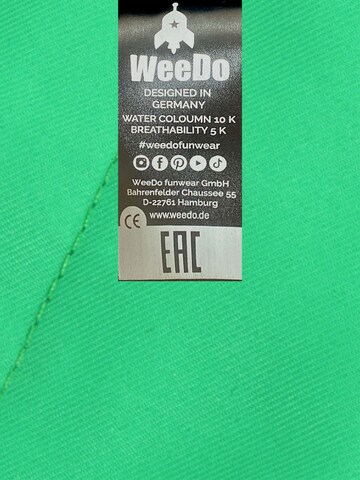 WeeDo
DESIGNED IN
GERMANY
WATER COLOUMN 10 K
BREATHABILITY 5 K
#weedofunwear
WeeDo funwear GmbH
Bahrenfelder Chaussee 55
D-22761 Hamburg
CE www.weedo.de
EAC